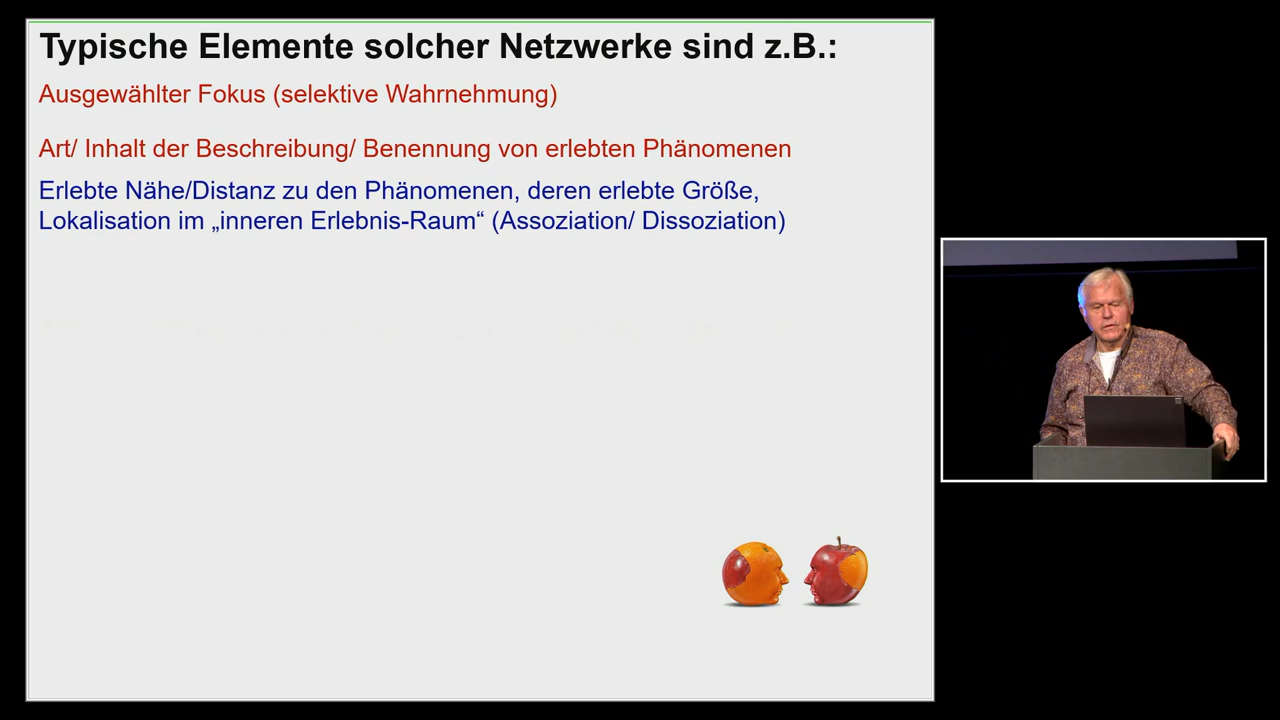 Typische Elemente solcher Netzwerke sind z.B.:
Ausgewählter Fokus (selektive Wahrnehmung)
Art/ Inhalt der Beschreibung/ Benennung von erlebten Phänomenen
Erlebte Nähe/Distanz zu den Phänomenen, deren erlebte Größe,
Lokalisation im „inneren Erlebnis-Raum“ (Assoziation/ Dissoziation)